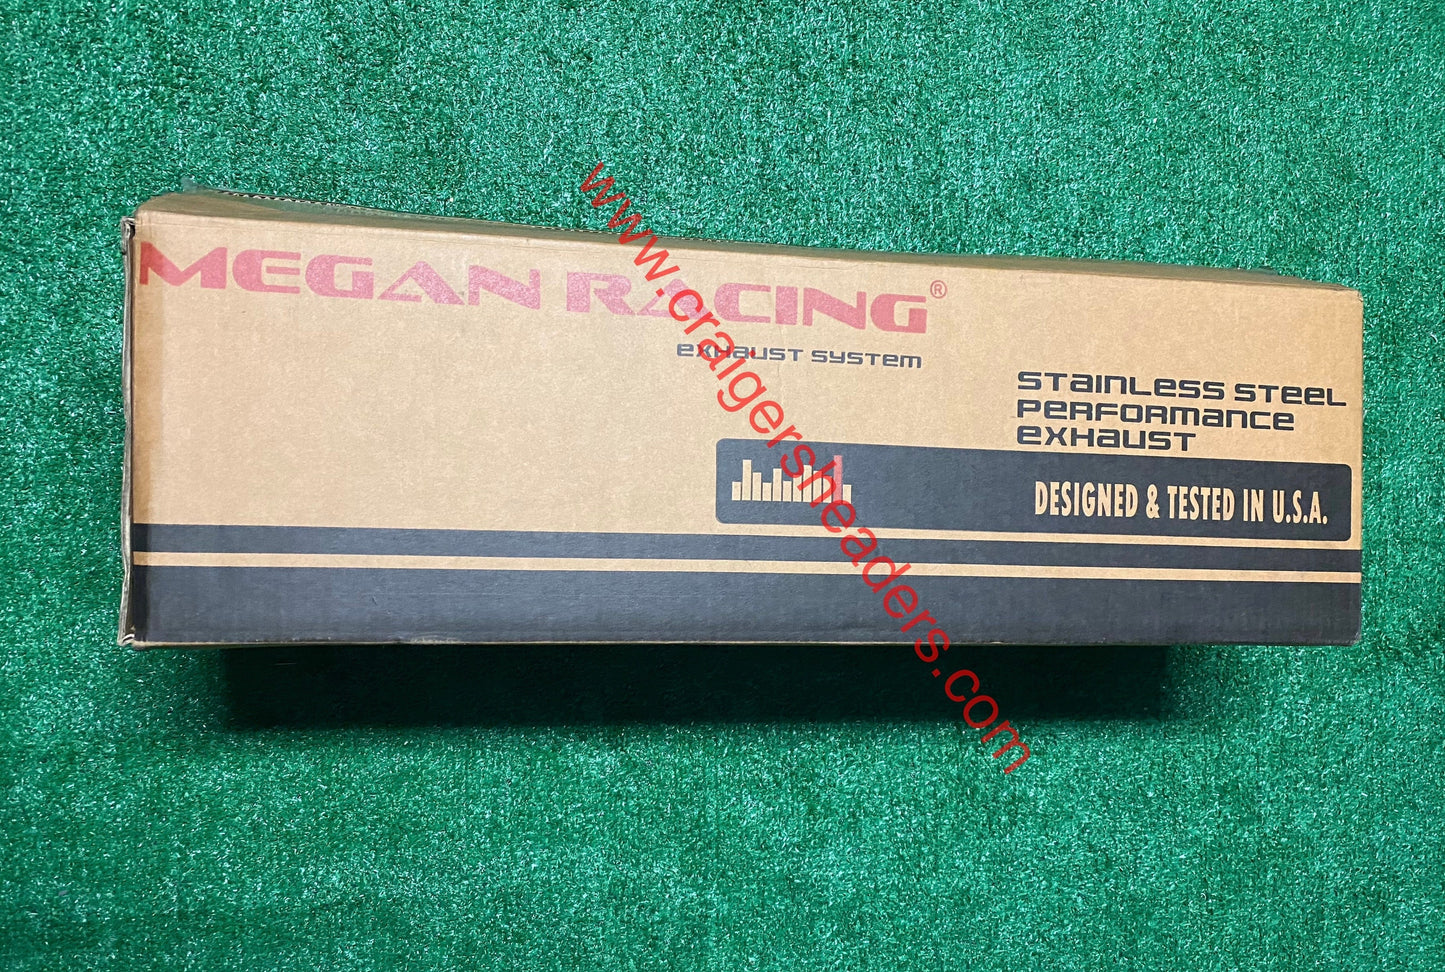 MEGAN RACING®
EXHAUST SYSTEM
STAINLESS STEEL
PERFORMANCE
EXHAUST
DESIGNED & TESTED IN U.S.A.
www.craigersheaders.com